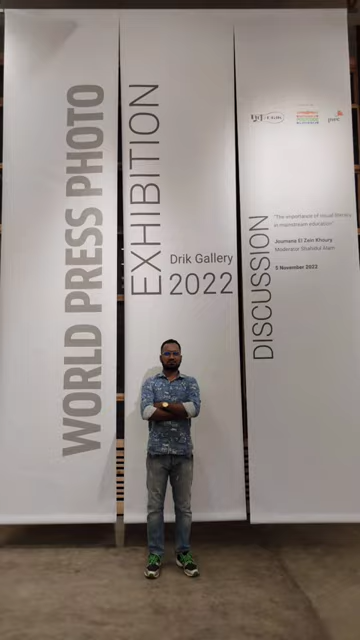 WORLD PRESS PHOTO
EXHIBITION
Drik Gallery
2022
DISCUSSION
pwc
"The importance of visual literacy
in mainstream education"
Joumana El Zein Khoury
Moderator Shahidul Alam
5 November 2022